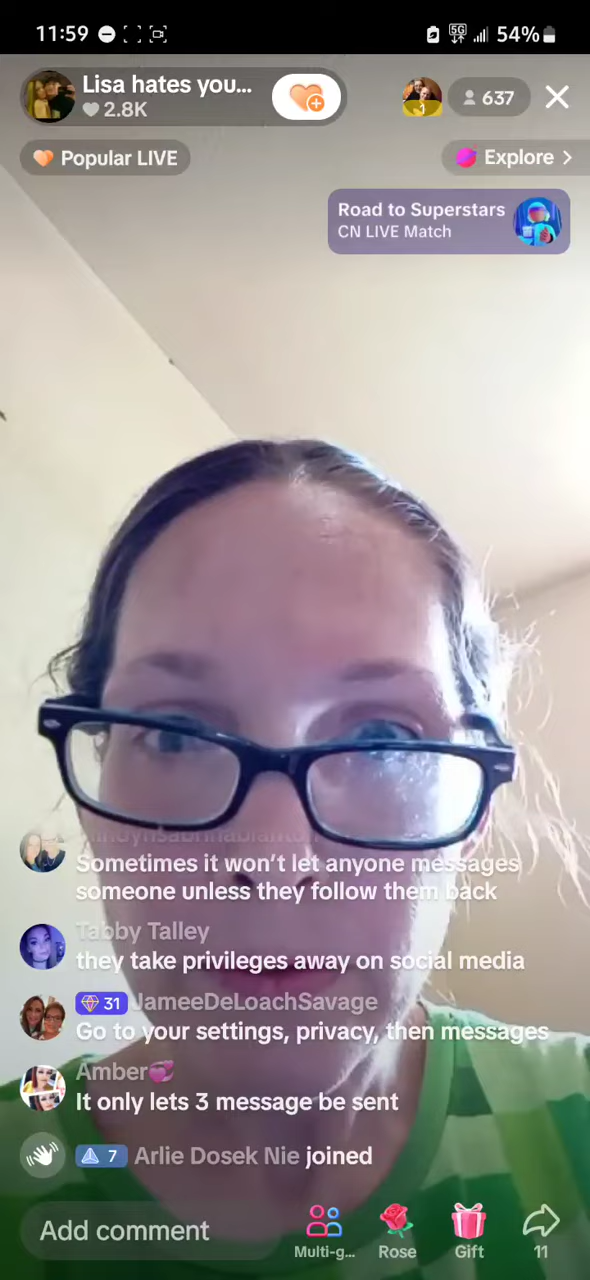 11:59 5G 54%
Lisa hates you...
2.8K 1 637
Popular LIVE Explore >
Road to Superstars
CN LIVE Match
Sometimes it won't let anyone messages
someone unless they follow them back
Tabby Talley
they take privileges away on social media
31 JameeDeLoachSavage
Go to your settings, privacy, then messages
Amber💞
It only lets 3 message be sent
7 Arlie Dosek Nie joined
Add comment
Multi-g... Rose Gift 11